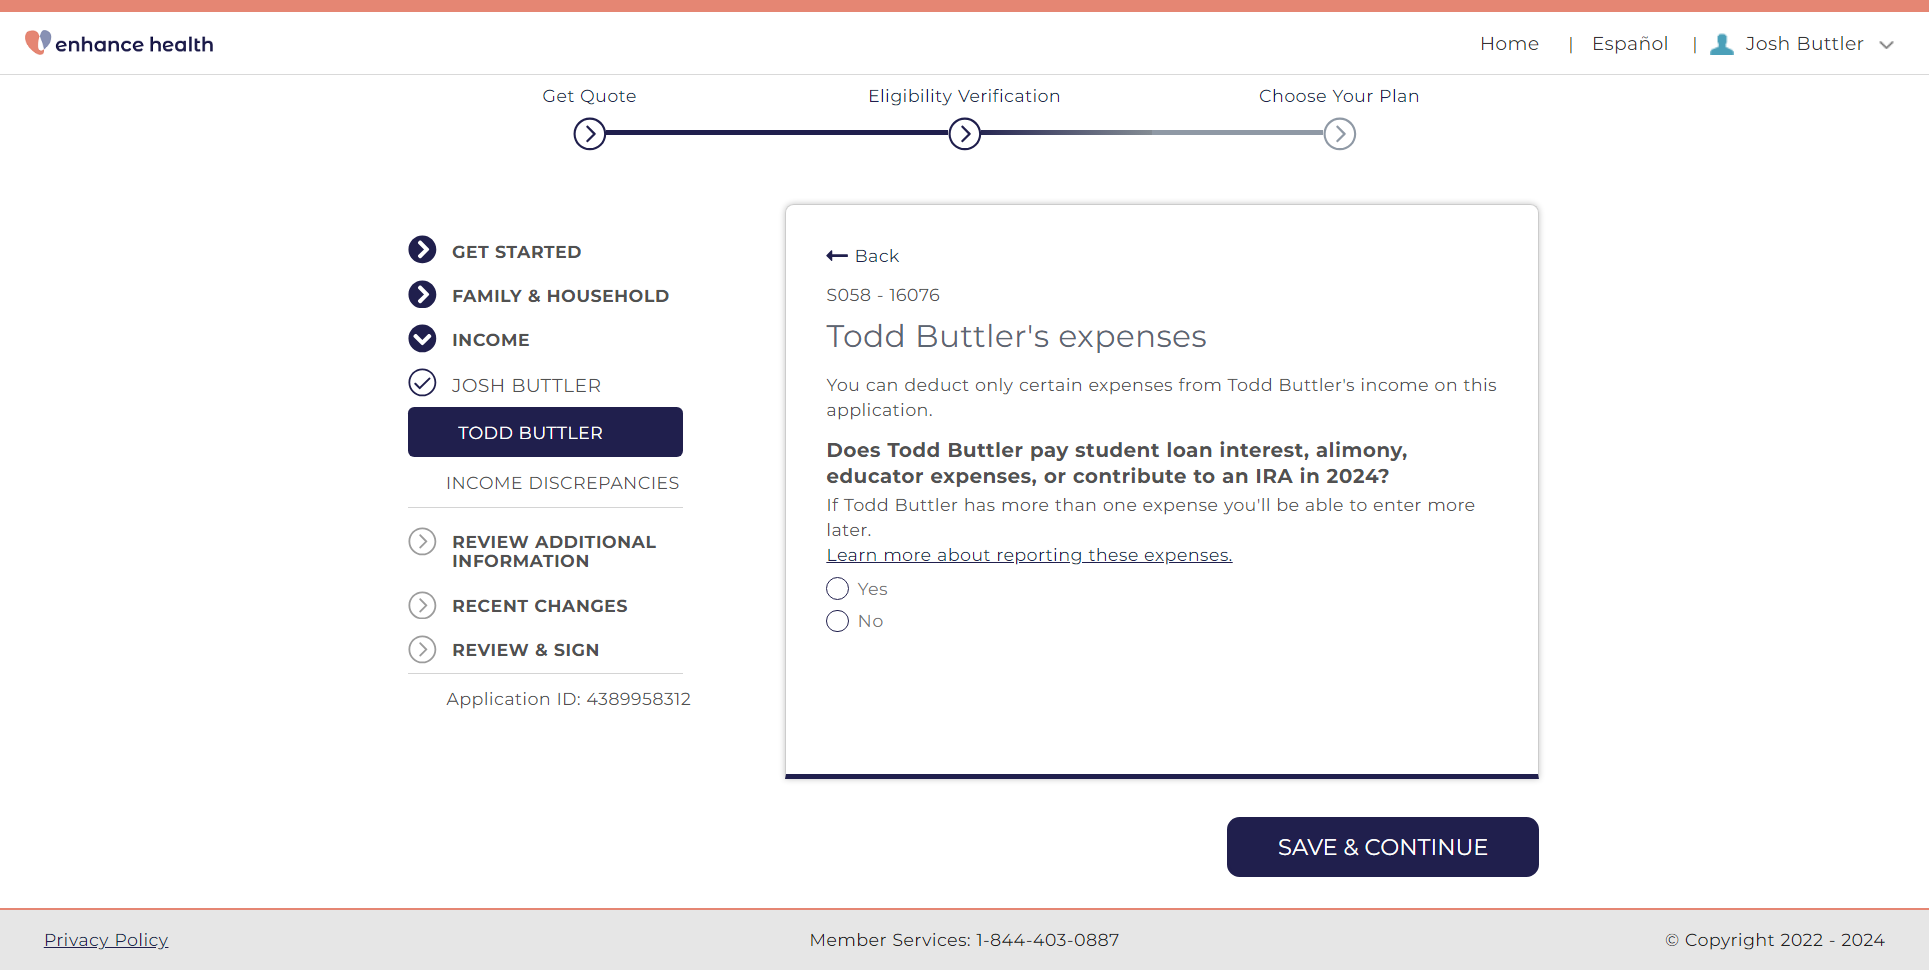 enhance health
Home | Español | Josh Buttler
Get Quote
Eligibility Verification
Choose Your Plan
GET STARTED
FAMILY & HOUSEHOLD
INCOME
JOSH BUTTLER
TODD BUTTLER
INCOME DISCREPANCIES
REVIEW ADDITIONAL
INFORMATION
RECENT CHANGES
REVIEW & SIGN
Application ID: 4389958312
Back
S058 - 16076
Todd Buttler's expenses
You can deduct only certain expenses from Todd Buttler's income on this
application.
Does Todd Buttler pay student loan interest, alimony,
educator expenses, or contribute to an IRA in 2024?
If Todd Buttler has more than one expense you'll be able to enter more
later.
Learn more about reporting these expenses.
Yes
No
SAVE & CONTINUE
Privacy Policy
Member Services: 1-844-403-0887
© Copyright 2022 - 2024